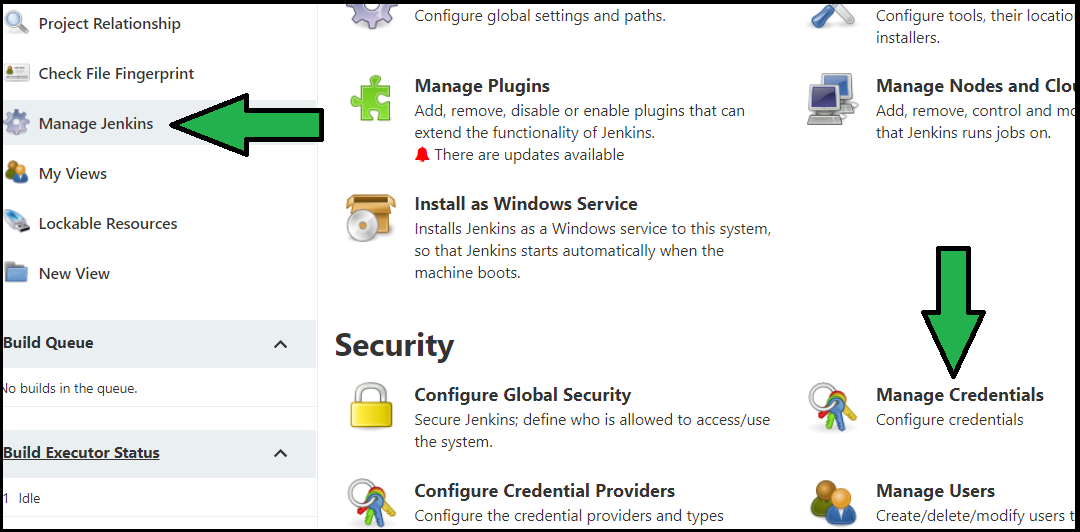 Project Relationship
Check File Fingerprint
Manage Jenkins
My Views
Lockable Resources
New View
Build Queue
No builds in the queue.
Build Executor Status
1 Idle
Configure global settings and paths.
Configure tools, their
installers.
Manage Plugins
Add, remove, disable or enable plugins that can
extend the functionality of Jenkins.
There are updates available
Manage Nodes and
Add, remove, control and
that Jenkins runs jobs on.
Install as Windows Service
Installs Jenkins as a Windows service to this system,
so that Jenkins starts automatically when the
machine boots.
Security
Configure Global Security
Secure Jenkins; define who is allowed to access/use
the system.
Manage Credentials
Configure credentials
Configure Credential Providers
Configure the credential providers and types
Manage Users
Create/delete/modify users